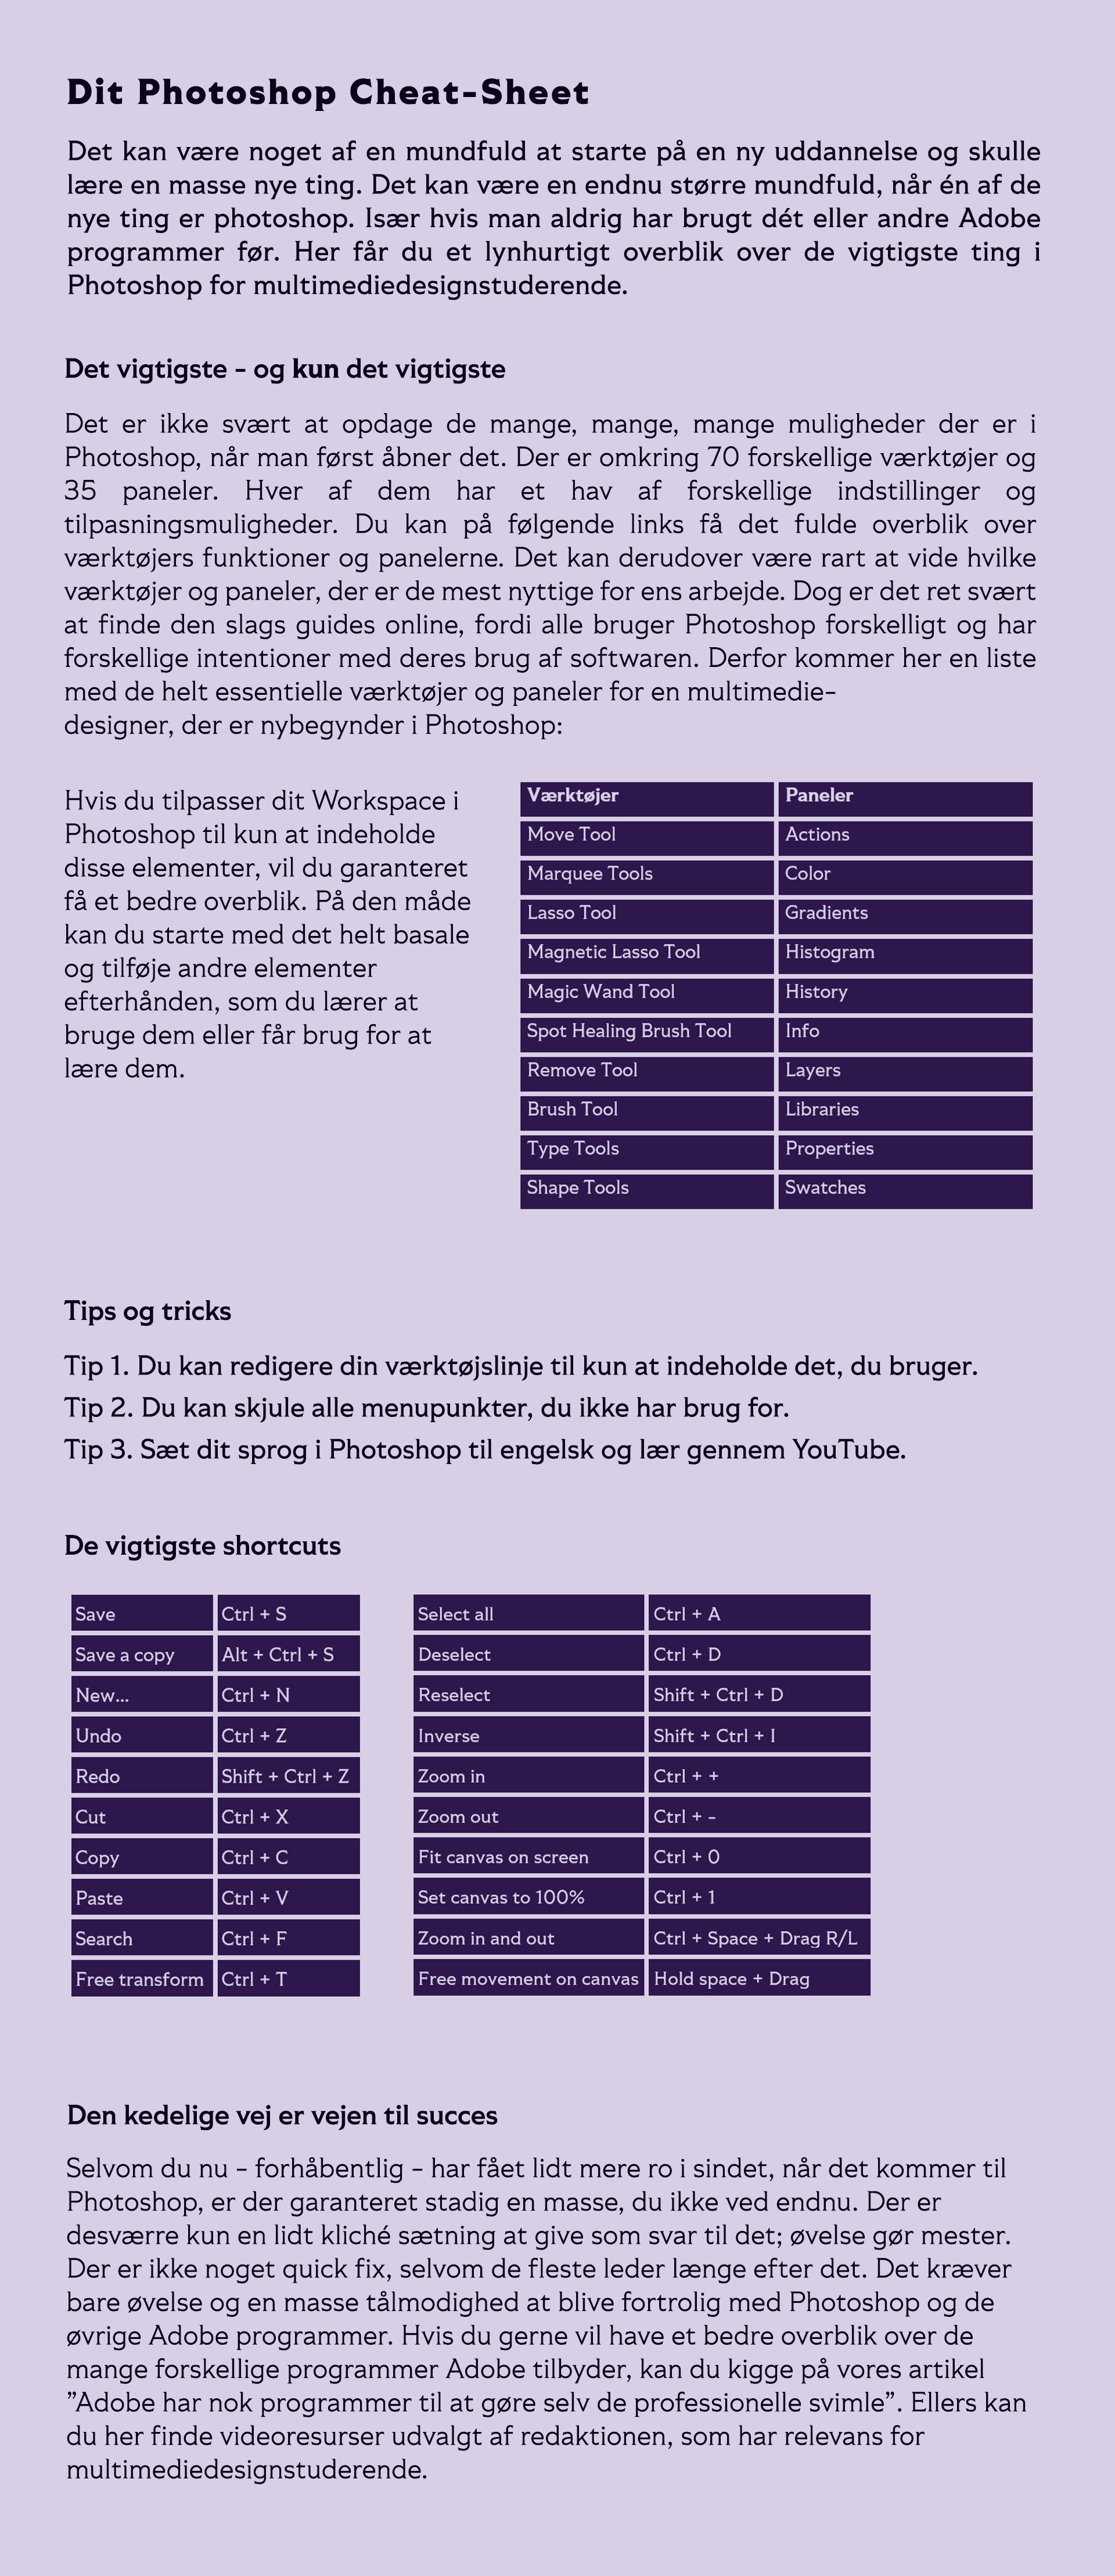 Dit Photoshop Cheat-Sheet
Det kan være noget af en mundfuld at starte på en ny uddannelse og skulle
lære en masse nye ting. Det kan være en endnu større mundfuld, når én af de
nye ting er photoshop. Især hvis man aldrig har brugt dét eller andre Adobe
programmer før. Her får du et lynhurtigt overblik over de vigtigste ting i
Photoshop for multimediedesignstuderende.
Det vigtigste - og kun det vigtigste
Det er ikke svært at opdage de mange, mange, mange muligheder der er i
Photoshop, når man først åbner det. Der er omkring 70 forskellige værktøjer og
35 paneler. Hver af dem har et hav af forskellige indstillinger og
tilpasningsmuligheder. Du kan på følgende links få det fulde overblik over
værktøjers funktioner og panelerne. Det kan derudover være rart at vide hvilke
værktøjer og paneler, der er de mest nyttige for ens arbejde. Dog er det ret svært
at finde den slags guides online, fordi alle bruger Photoshop forskelligt og har
forskellige intentioner med deres brug af softwaren. Derfor kommer her en liste
med de helt essentielle værktøjer og paneler for en multimedie-
designer, der er nybegynder i Photoshop:
Hvis du tilpasser dit Workspace i
Photoshop til kun at indeholde
disse elementer, vil du garanteret
få et bedre overblik. På den måde
kan du starte med det helt basale
og tilføje andre elementer
efterhånden, som du lærer at
bruge dem eller får brug for at
lære dem.
Værktøjer Paneler
Move Tool Actions
Marquee Tools Color
Lasso Tool Gradients
Magnetic Lasso Tool Histogram
Magic Wand Tool History
Spot Healing Brush Tool Info
Remove Tool Layers
Brush Tool Libraries
Type Tools Properties
Shape Tools Swatches
Tips og tricks
Tip 1. Du kan redigere din værktøjslinje til kun at indeholde det, du bruger.
Tip 2. Du kan skjule alle menupunkter, du ikke har brug for.
Tip 3. Sæt dit sprog i Photoshop til engelsk og lær gennem YouTube.
De vigtigste shortcuts
Save Ctrl + S
Save a copy Alt + Ctrl + S
New... Ctrl + N
Undo Ctrl + Z
Redo Shift + Ctrl + Z
Cut Ctrl + X
Copy Ctrl + C
Paste Ctrl + V
Search Ctrl + F
Free transform Ctrl + T
Select all Ctrl + A
Deselect Ctrl + D
Reselect Shift + Ctrl + D
Inverse Shift + Ctrl + I
Zoom in Ctrl + +
Zoom out Ctrl + -
Fit canvas on screen Ctrl + 0
Set canvas to 100% Ctrl + 1
Zoom in and out Ctrl + Space + Drag R/L
Free movement on canvas Hold space + Drag
Den kedelige vej er vejen til succes
Selvom du nu - forhåbentlig - har fået lidt mere ro i sindet, når det kommer til
Photoshop, er der garanteret stadig en masse, du ikke ved endnu. Der er
desværre kun en lidt kliché sætning at give som svar til det; øvelse gør mester.
Der er ikke noget quick fix, selvom de fleste leder længe efter det. Det kræver
bare øvelse og en masse tålmodighed at blive fortrolig med Photoshop og de
øvrige Adobe programmer. Hvis du gerne vil have et bedre overblik over de
mange forskellige programmer Adobe tilbyder, kan du kigge på vores artikel
”Adobe har nok programmer til at gøre selv de professionelle svimle”. Ellers kan
du her finde videoresurser udvalgt af redaktionen, som har relevans for
multimediedesignstuderende.